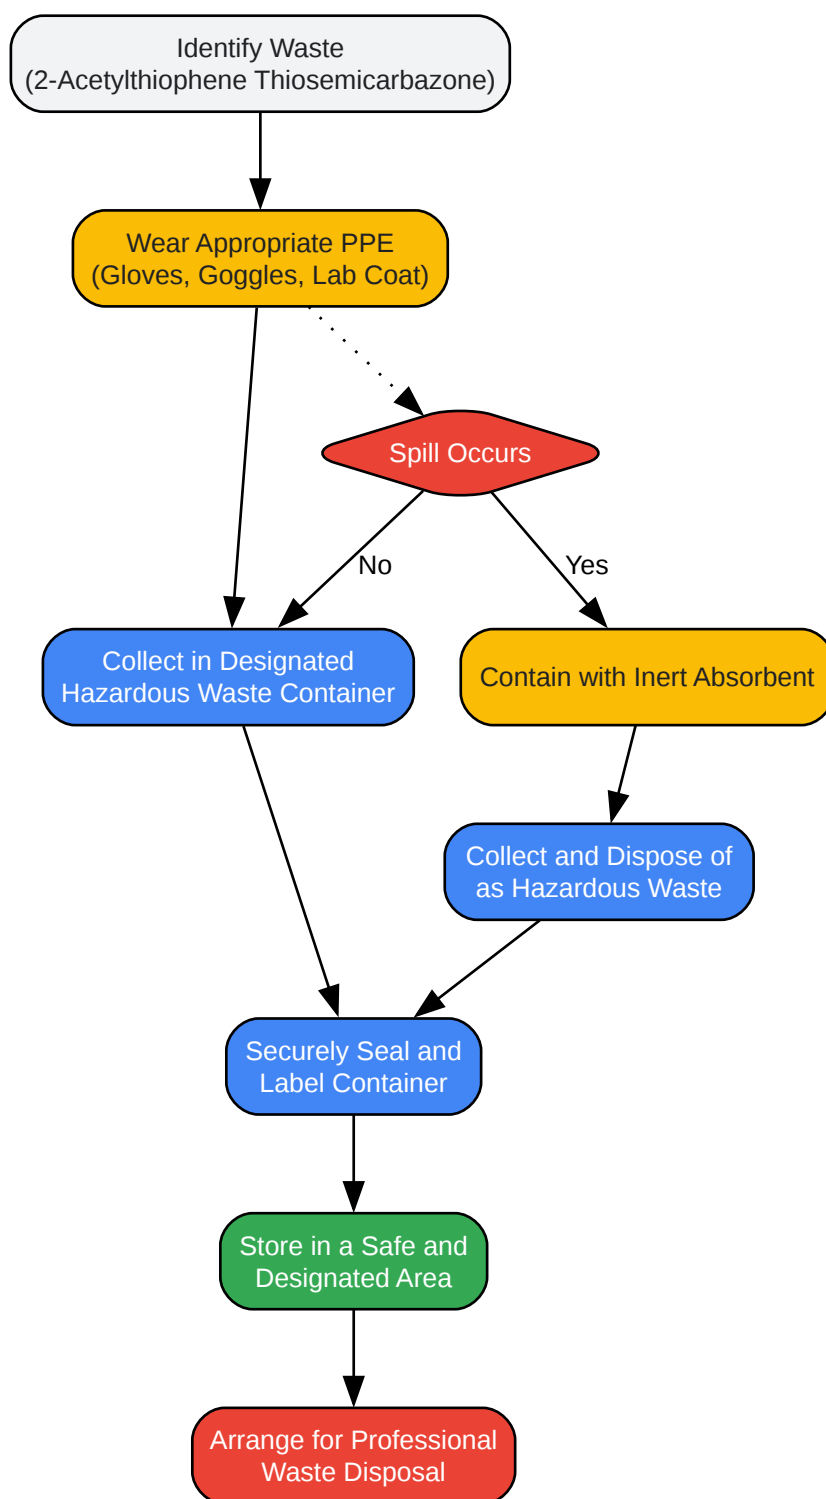 Identify Waste
(2-Acetylthiophene Thiosemicarbazone)
Wear Appropriate PPE
(Gloves, Goggles, Lab Coat)
Spill Occurs
No
Yes
Collect in Designated
Hazardous Waste Container
Contain with Inert Absorbent
Collect and Dispose of
as Hazardous Waste
Securely Seal and
Label Container
Store in a Safe and
Designated Area
Arrange for Professional
Waste Disposal